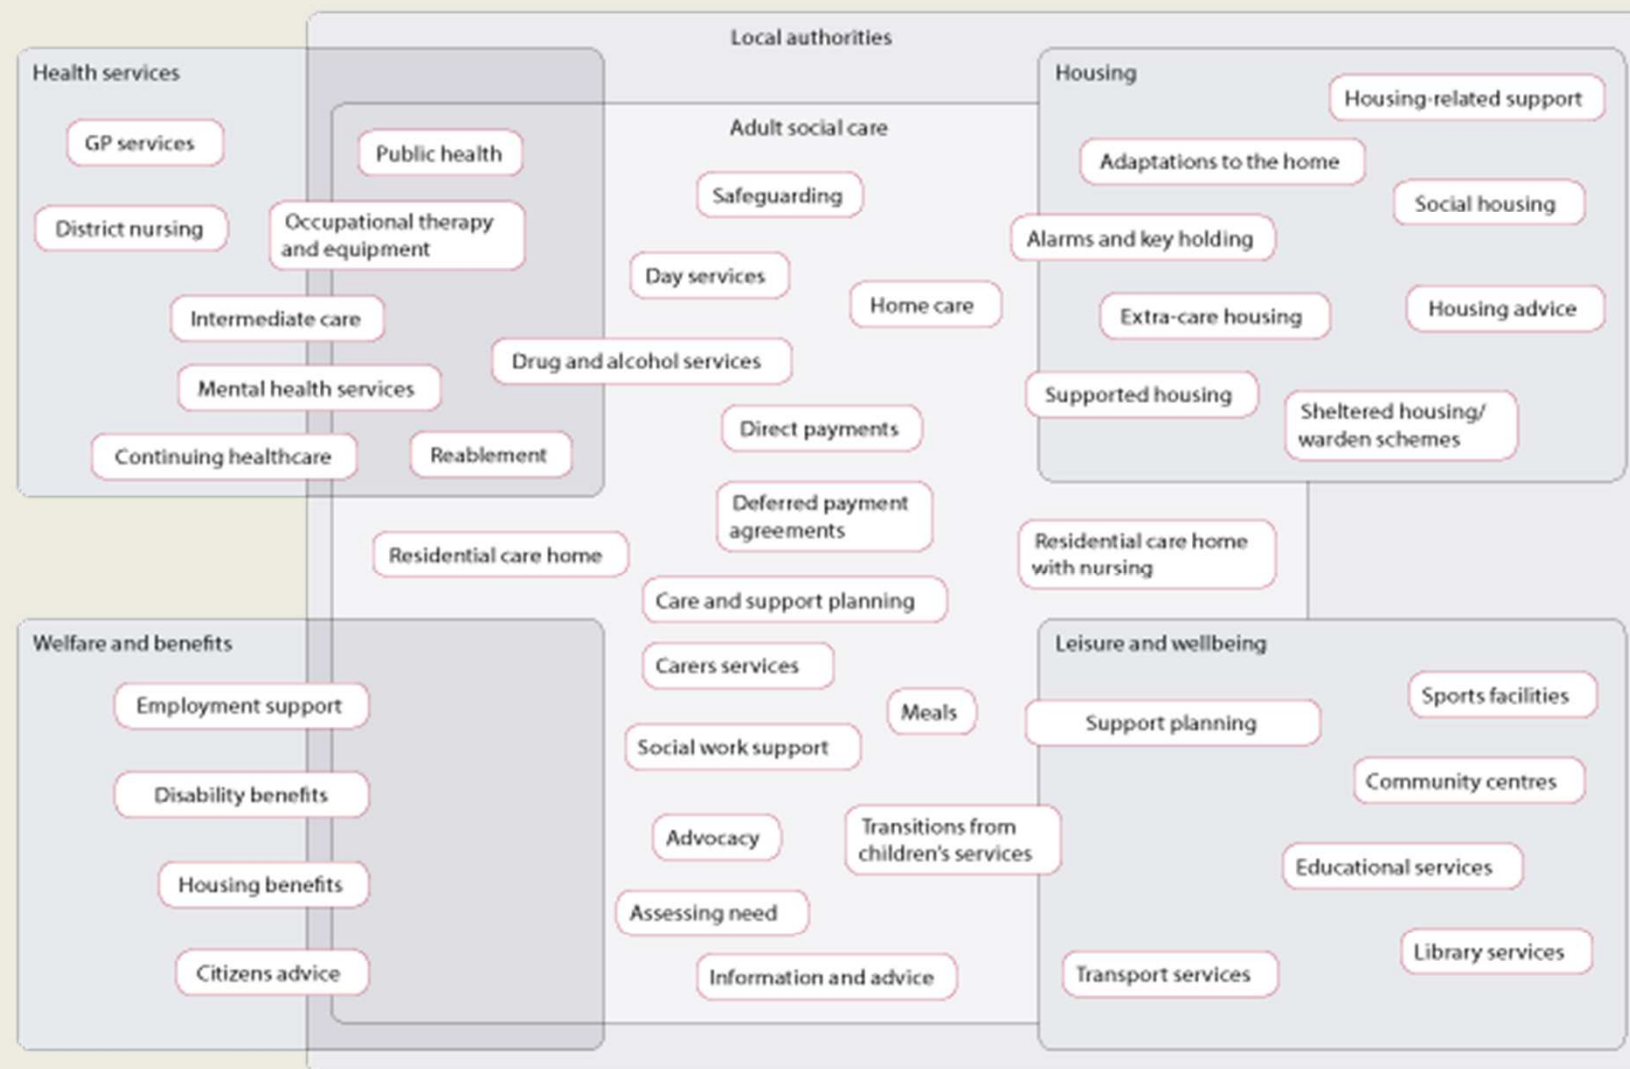 Local authorities
Health services
GP services
Public health
District nursing
Occupational therapy
and equipment
Intermediate care
Mental health services
Continuing healthcare
Reablement
Adult social care
Safeguarding
Day services
Home care
Drug and alcohol services
Direct payments
Deferred payment
agreements
Residential care home
Residential care home
with nursing
Care and support planning
Carers services
Meals
Social work support
Advocacy
Transitions from
children's services
Assessing need
Information and advice
Housing
Housing-related support
Adaptations to the home
Social housing
Alarms and key holding
Extra-care housing
Housing advice
Supported housing
Sheltered housing/
warden schemes
Welfare and benefits
Employment support
Disability benefits
Housing benefits
Citizens advice
Leisure and wellbeing
Sports facilities
Support planning
Community centres
Educational services
Library services
Transport services